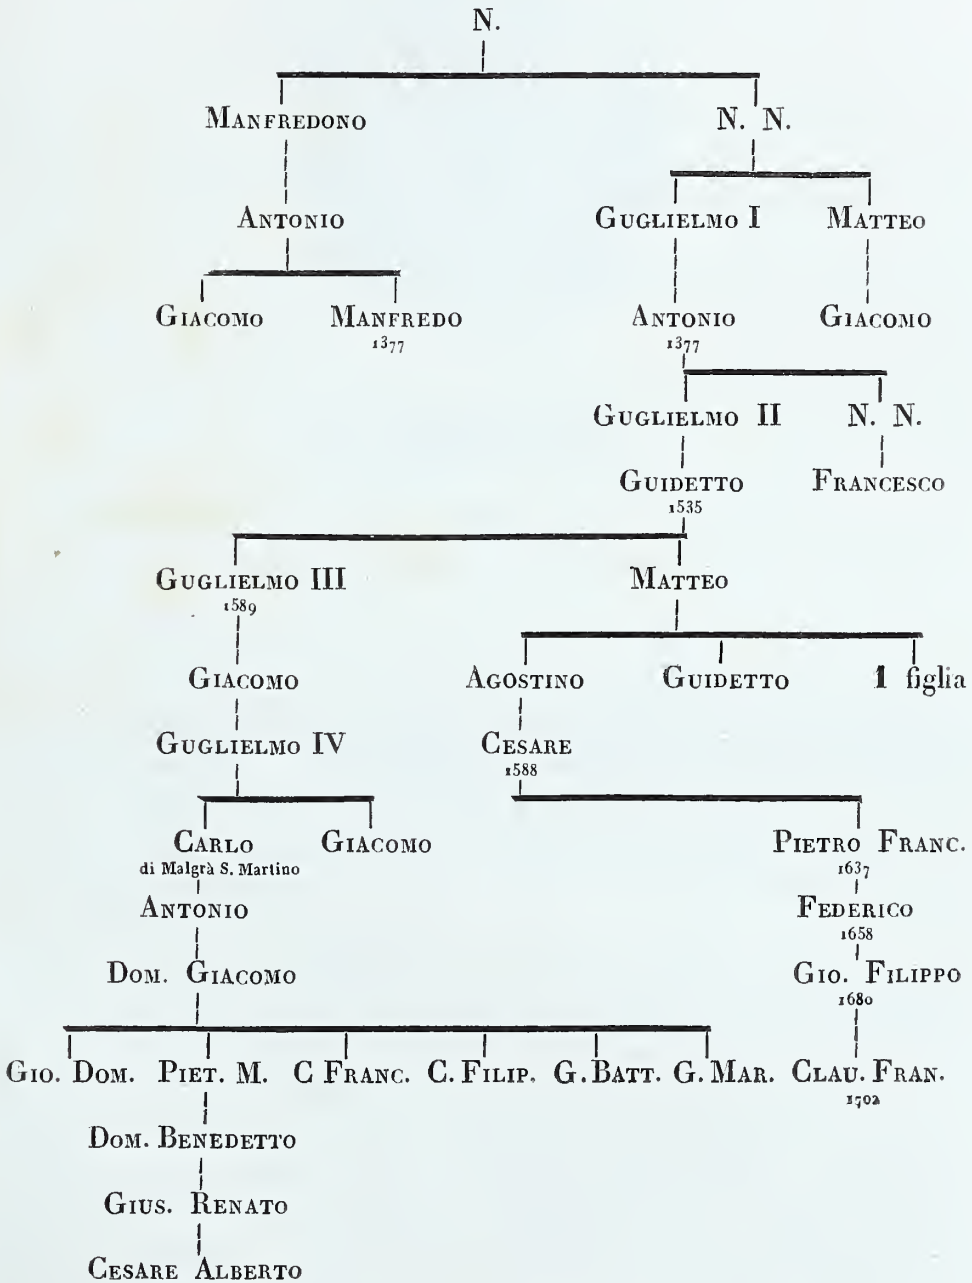 N.
MANFREDONO N. N.
ANTONIO GUGLIELMO I MATTEO
GIACOMO MANFREDO ANTONIO GIACOMO
1377 1377
GUGLIELMO II N. N.
GUIDETTO FRANCESCO
1535
GUGLIELMO III MATTEO
1589
GIACOMO AGOSTINO GUIDETTO 1 figlia
GUGLIELMO IV CESARE
1588
CARLO GIACOMO PIETRO FRANC.
di Malgrà S. Martino 1637
ANTONIO FEDERICO
1658
DOM. GIACOMO GIO. FILIPPO
1680
GIO. DOM. PIET. M. C FRANC. C. FILIP. G. BATT. G. MAR. CLAU. FRAN.
1702
DOM. BENEDETTO
GIUS. RENATO
CESARE ALBERTO